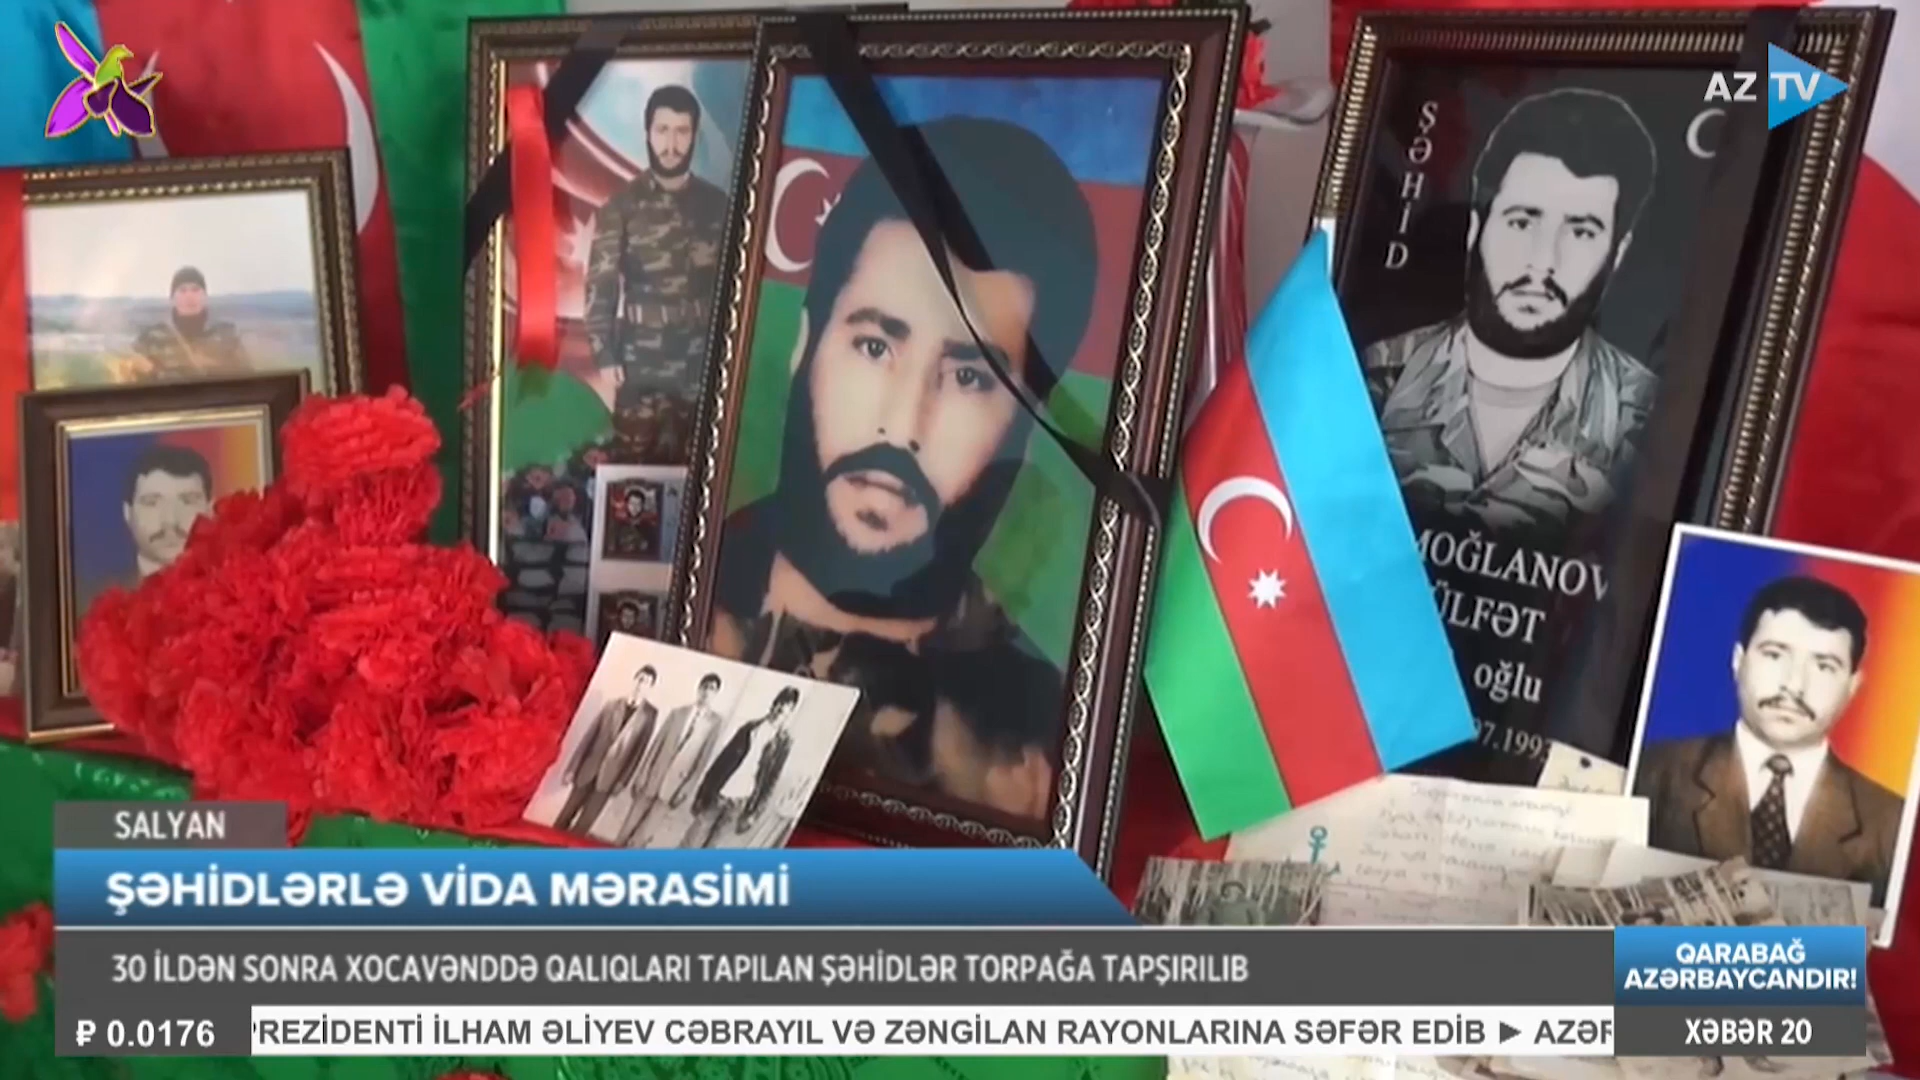 AZ TV
ŞƏHİD
ÜLFƏT
oğlu
SALYAN
ŞƏHİDLƏRLƏ VİDA MƏRASİMİ
30 İLDƏN SONRA XOCAVƏNDDƏ QALIQLARI TAPILAN ŞƏHİDLƏR TORPAĞA TAPŞIRILIB
QARABAĞ
AZƏRBAYCANDIR!
₽ 0.0176
PREZİDENTİ İLHAM ƏLİYEV CƏBRAYIL VƏ ZƏNGİLAN RAYONLARINA SƏFƏR EDİB ► AZƏR
XƏBƏR 20